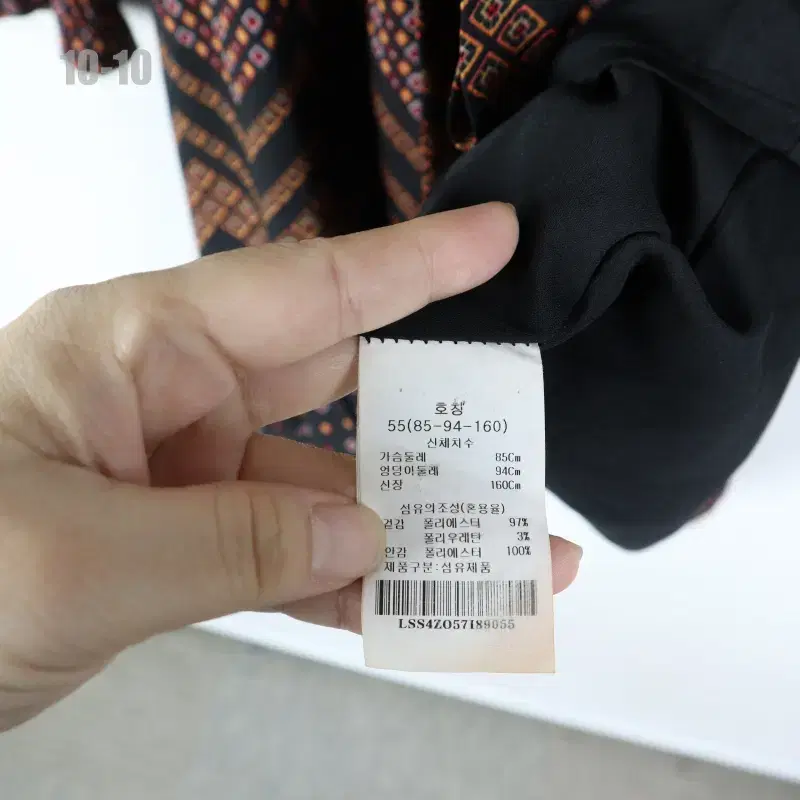 10-10
호칭
55(85-94-160)
신체치수
가슴둘레 85Cm
엉덩이둘레 94Cm
신장 160Cm
섬유의조성(혼용율)
겉감 폴리에스터 97%
폴리우레탄 3%
안감 폴리에스터 100%
제품구분:섬유제품
LSS4ZO57I89055